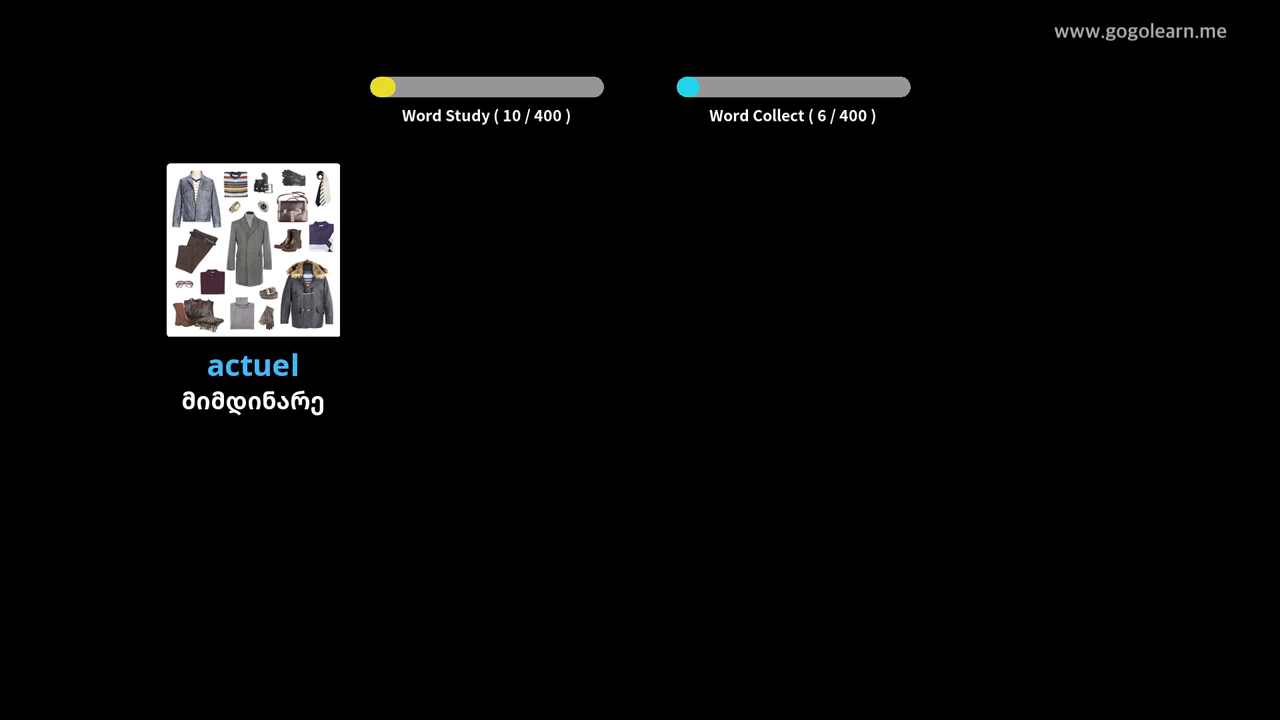 www.gogolearn.me
Word Study ( 10 / 400 )
Word Collect ( 6 / 400 )
actuel
მიმდინარე